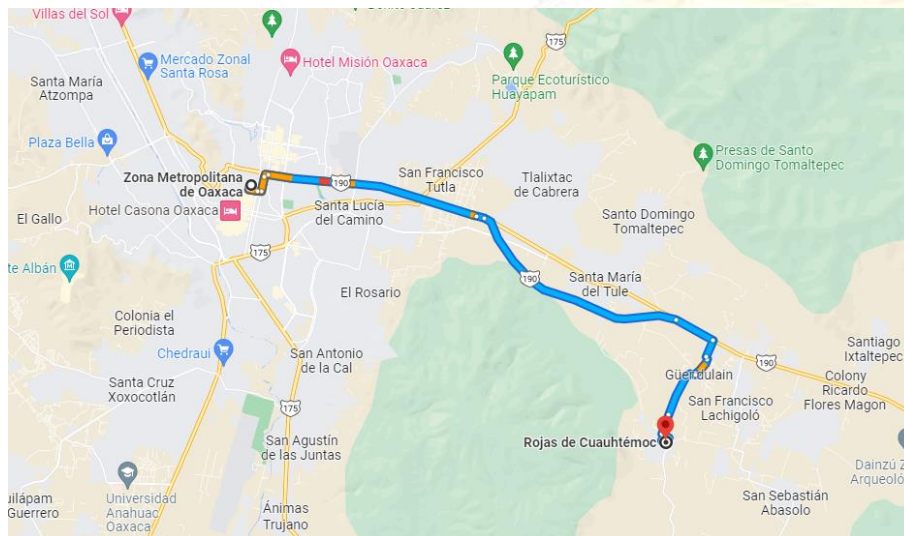 Villas del Sol
175
Mercado Zonal
Santa Rosa
Hotel Misión Oaxaca
Santa María
Atzompa
Parque Ecoturístico
Huayapam
Plaza Bella
Presas de Santo
Domingo Tomaltepec
Zona Metropolitana
de Oaxaca
190
San Francisco
Tutla
Tlalixtac
de Cabrera
Hotel Casona Oaxaca
Santa Lucía
del Camino
Santo Domingo
Tomaltepec
El Gallo
175
te Albán
190
Santa María
del Tule
El Rosario
Colonia el
Periodista
Chedraui
San Antonio
de la Cal
Santiago
Ixtaltepec
190
Güendulain
Colony
Ricardo
Flores Magon
Santa Cruz
Xoxocotlán
175
San Francisco
Lachigoló
Rojas de Cuauhtémoc
San Agustín
de las Juntas
Dainzú Z
Arqueoló
uilápam
Guerrero
Universidad
Anahuac
Oaxaca
Ánimas
Trujano
San Sebastián
Abasolo